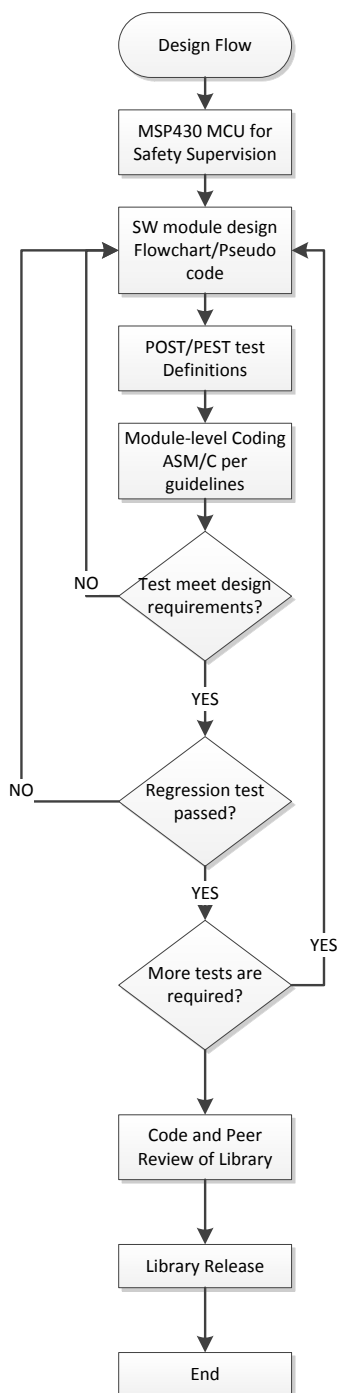 Design Flow
MSP430 MCU for
Safety Supervision
SW module design
Flowchart/Pseudo
code
POST/PEST test
Definitions
Module-level Coding
ASM/C per
guidelines
Test meet design
requirements?
NO
YES
Regression test
passed?
NO
YES
More tests are
required?
YES
Code and Peer
Review of Library
Library Release
End